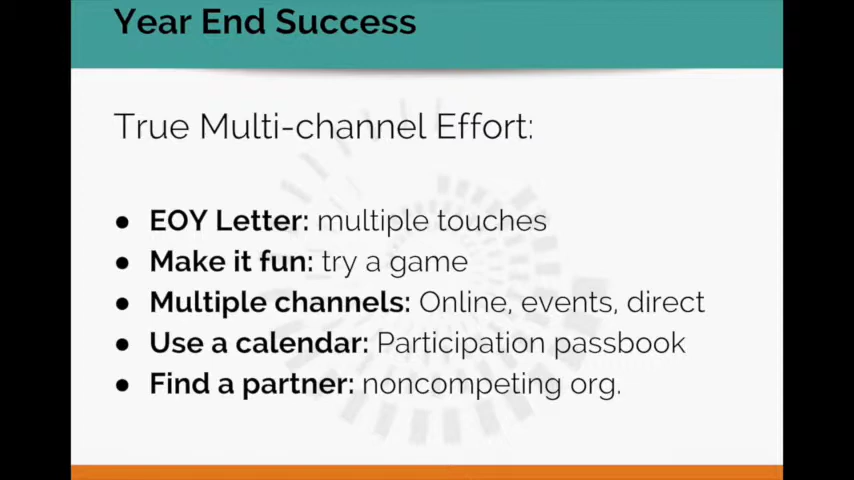 Year End Success
True Multi-channel Effort:
● EOY Letter: multiple touches
● Make it fun: try a game
● Multiple channels: Online, events, direct
● Use a calendar: Participation passbook
● Find a partner: noncompeting org.